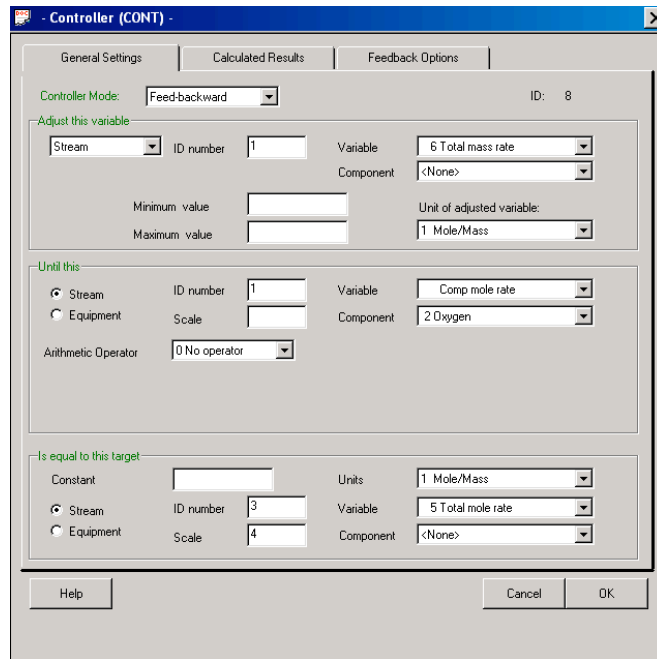 - Controller (CONT) -
General Settings Calculated Results Feedback Options
Controller Mode: Feed-backward ID: 8
Adjust this variable
Stream ID number 1 Variable 6 Total mass rate
Component <None>
Minimum value Unit of adjusted variable:
Maximum value 1 Mole/Mass
Until this
Stream ID number 1 Variable Comp mole rate
Equipment Scale Component 2 Oxygen
Arithmetic Operator 0 No operator
Is equal to this target
Constant Units 1 Mole/Mass
Stream ID number 3 Variable 5 Total mole rate
Equipment Scale 4 Component <None>
Help Cancel OK